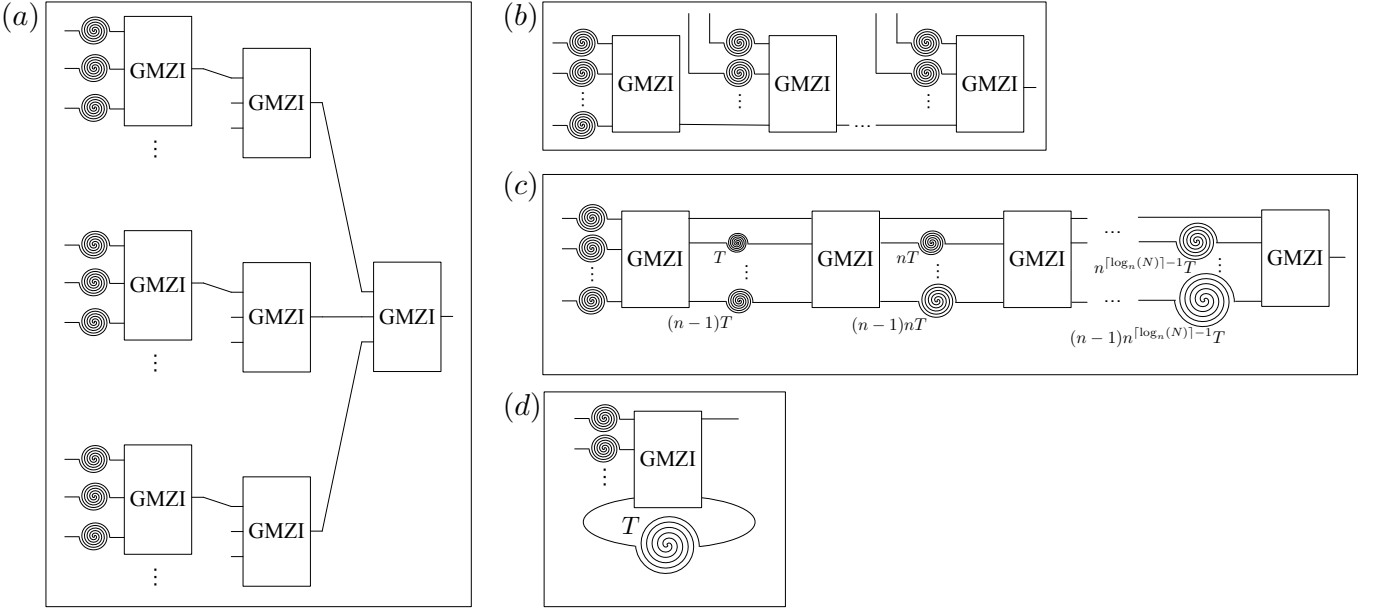 (a)
GMZI
GMZI
⋮
GMZI
GMZI
GMZI
⋮
GMZI
GMZI
⋮
(b)
GMZI
GMZI
GMZI
⋮
⋮
⋮
...
(c)
GMZI
GMZI
GMZI
GMZI
...
T
nT
n^{⌈log_n(N)⌉−1}T
⋮
⋮
⋮
⋮
...
(n − 1)T
(n − 1)nT
(n − 1)n^{⌈log_n(N)⌉−1}T
(d)
GMZI
⋮
T